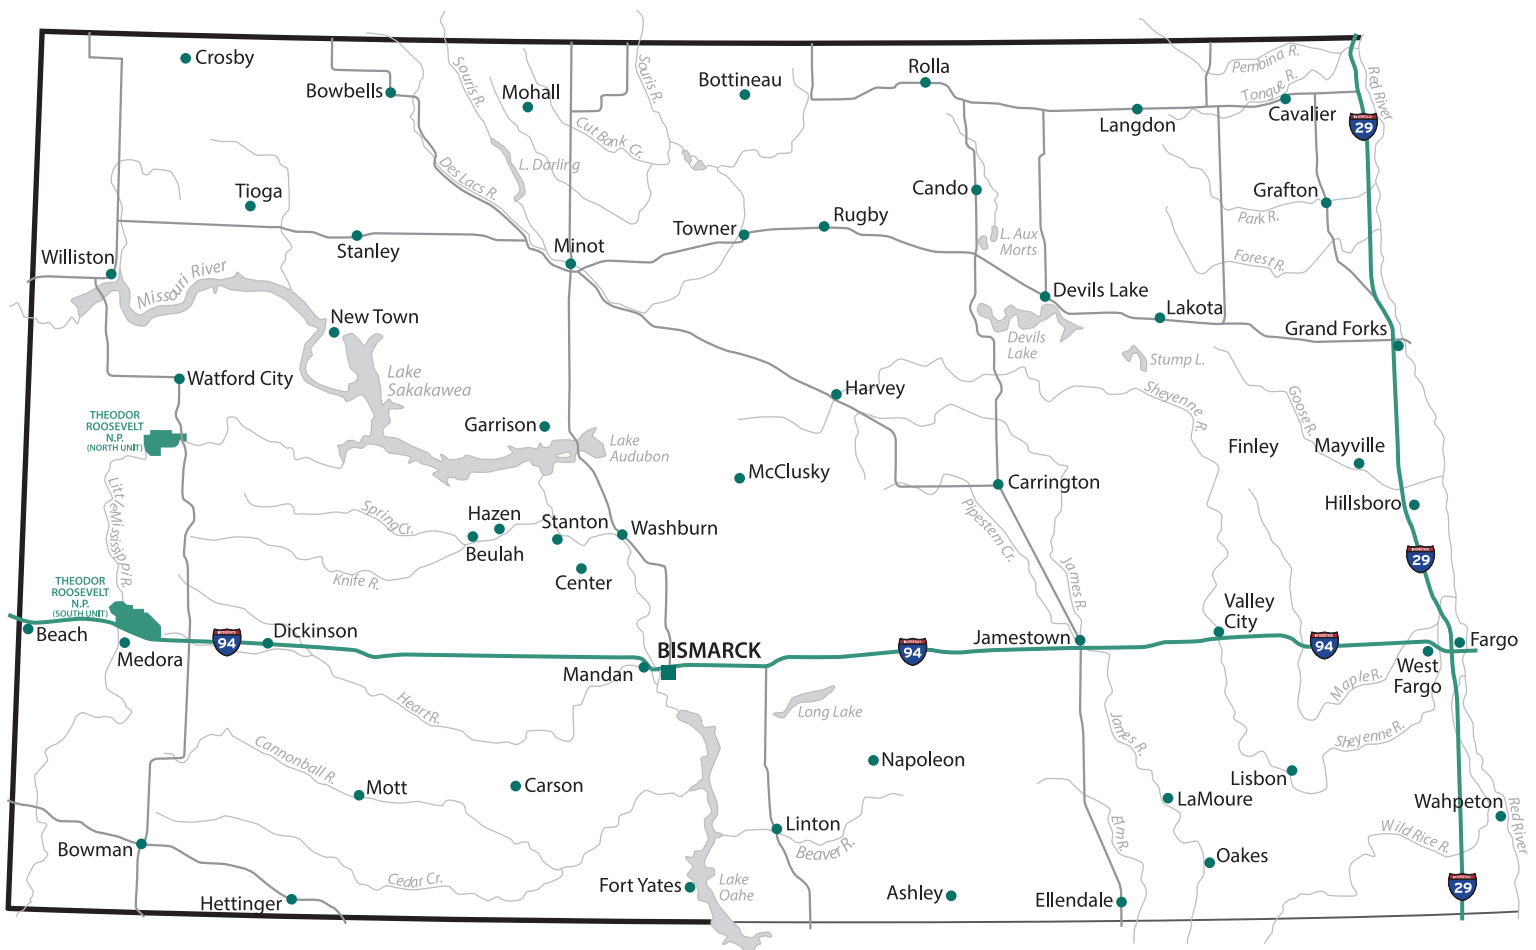 Crosby
Bowbells
Souris R.
Mohall
Souris R.
Bottineau
Rolla
Pembina R.
Tongue R.
Red River
Langdon
Cavalier
29
Cut Bank Cr.
L. Darling
Des Lacs R.
Tioga
Cando
Grafton
Park R.
Towner
Rugby
Stanley
Minot
L. Aux
Morts
Forest R.
Williston
Missouri River
New Town
Devils Lake
Lakota
Grand Forks
Devils
Lake
Stump L.
Watford City
Lake
Sakakawea
Harvey
Sheyenne R.
Goose R.
THEODOR
ROOSEVELT
N.P.
(NORTH UNIT)
Garrison
Lake
Audubon
Finley
Mayville
McClusky
Carrington
Hillsboro
Little Mississippi R.
Spring Cr.
Hazen
Beulah
Stanton
Washburn
Pipestem Cr.
James R.
29
Knife R.
Center
THEODOR
ROOSEVELT
N.P.
(SOUTH UNIT)
Beach
Medora
94
Dickinson
BISMARCK
Mandan
94
Jamestown
Valley
City
94
Fargo
West
Fargo
Maple R.
Heart R.
Long Lake
James R.
Sheyenne R.
Cannonball R.
Mott
Carson
Napoleon
Lisbon
LaMoure
Wahpeton
Red River
Linton
Beaver R.
Elm R.
Wild Rice R.
Bowman
Oakes
Cedar Cr.
Fort Yates
Lake
Oahe
Ashley
Ellendale
29
Hettinger